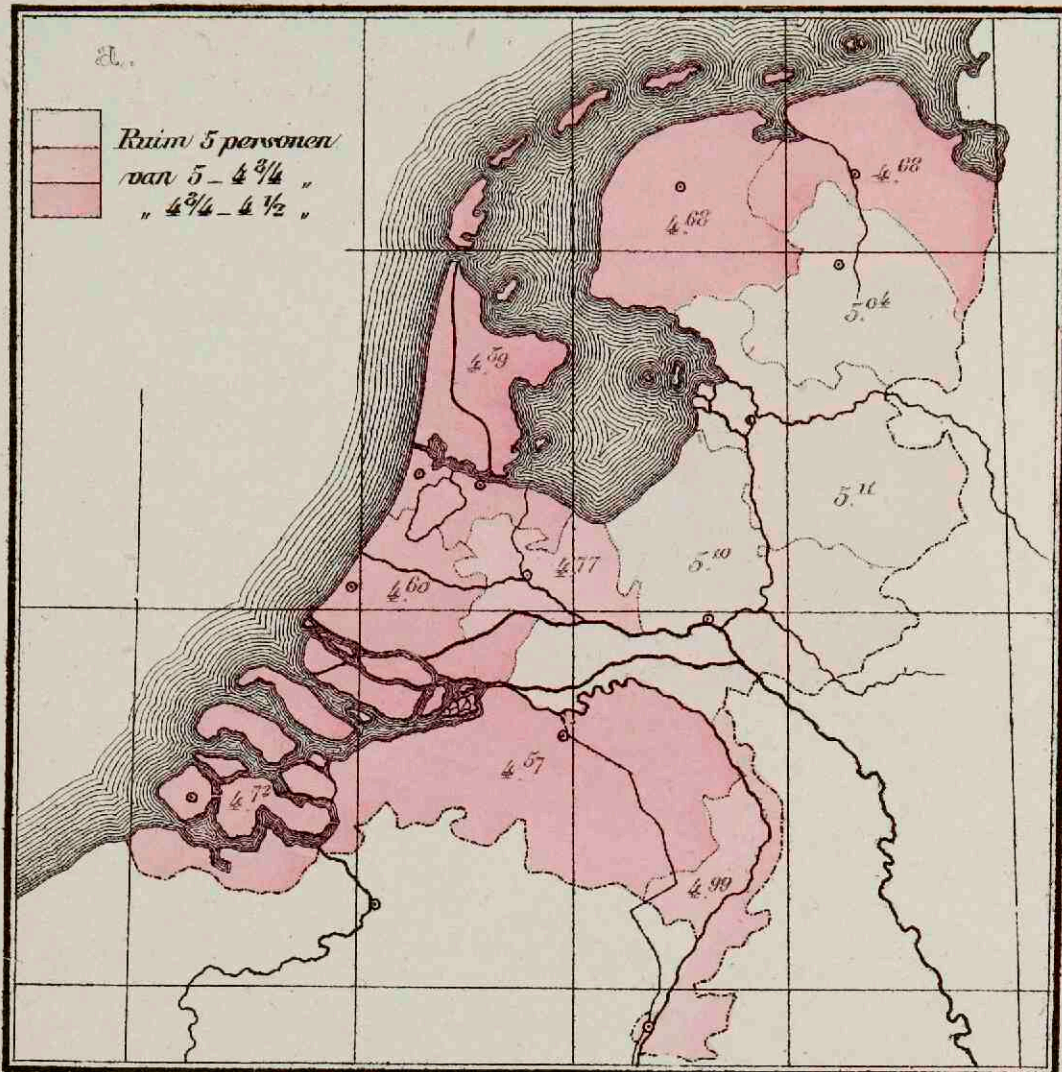 a.
Ruim 5 personen
van 5 – 4 3/4 „
„ 4 3/4 – 4 1/2 „
4.68
4.68
5.04
4.59
5.11
5.10
4.77
4.60
4.57
4.72
4.99